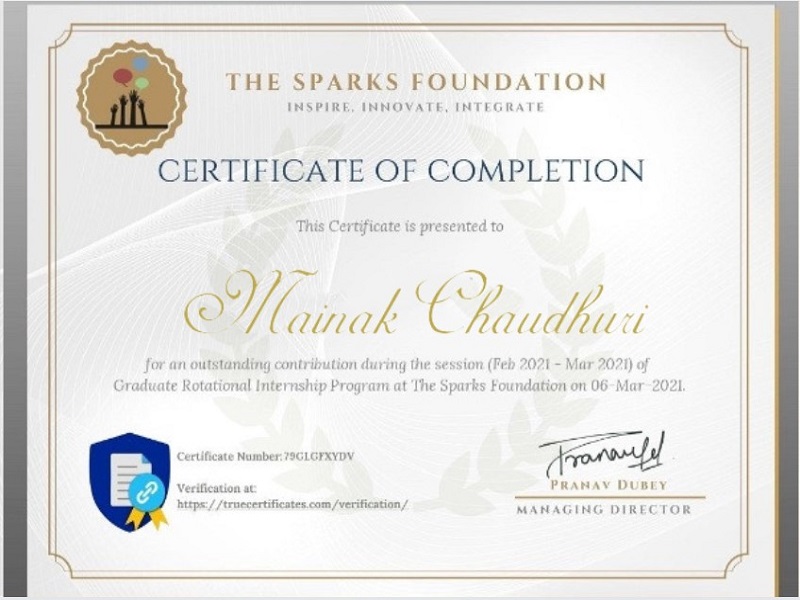 THE SPARKS FOUNDATION
INSPIRE, INNOVATE, INTEGRATE
CERTIFICATE OF COMPLETION
This Certificate is presented to
Mainak Chaudhuri
for an outstanding contribution during the session (Feb 2021 - Mar 2021) of
Graduate Rotational Internship Program at The Sparks Foundation on 06-Mar-2021.
Certificate Number:79GLGFXYDV
Verification at:
https://truecertificates.com/verification/
PRANAV DUBEY
MANAGING DIRECTOR